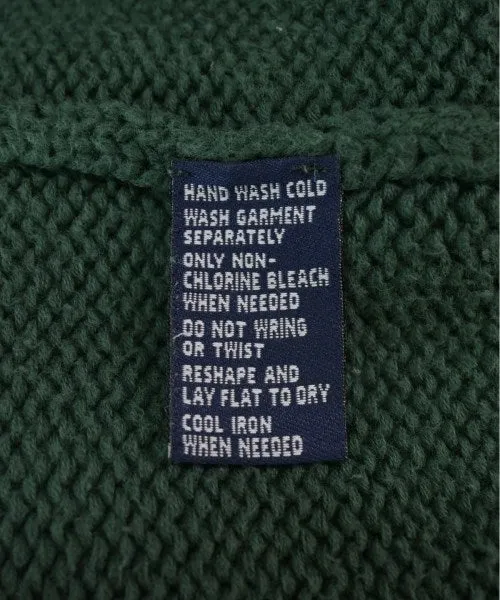 HAND WASH COLD
WASH GARMENT
SEPARATELY
ONLY NON-
CHLORINE BLEACH
WHEN NEEDED
DO NOT WRING
OR TWIST
RESHAPE AND
LAY FLAT TO DRY
COOL IRON
WHEN NEEDED